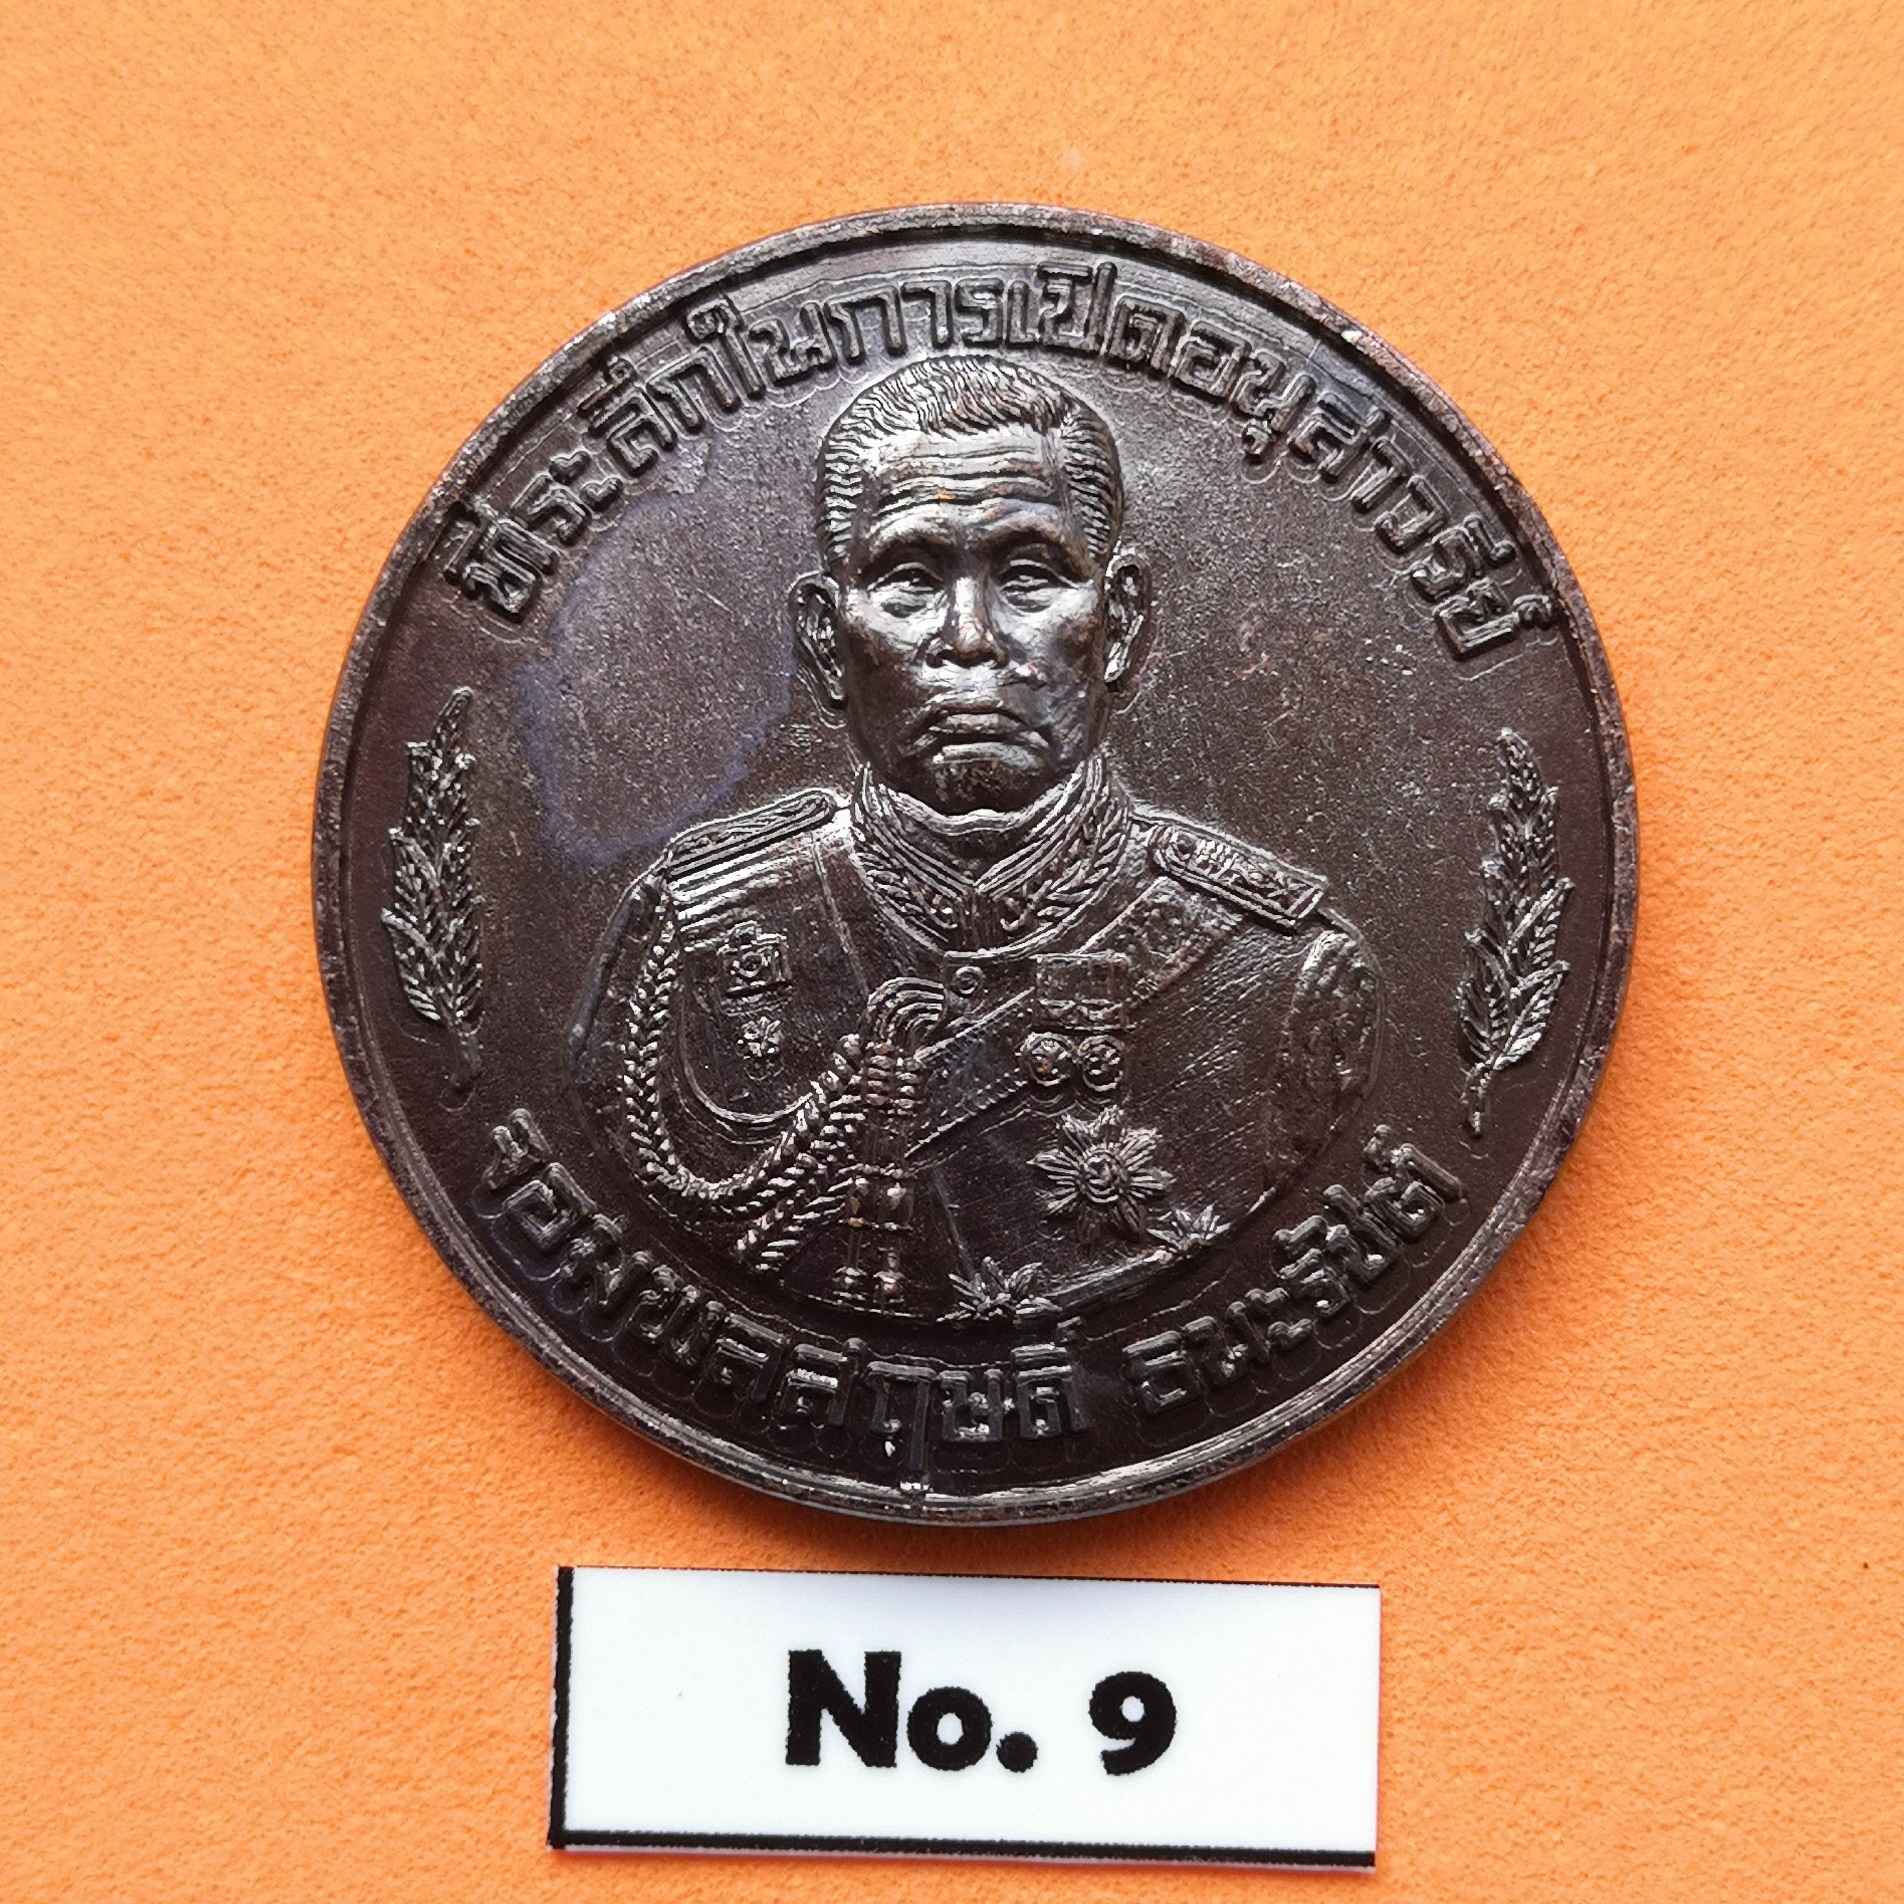 ที่ระลึกในการเปิดอนุสาวรีย์
จอมพลสฤษดิ์ ธนะรัชต์
No. 9